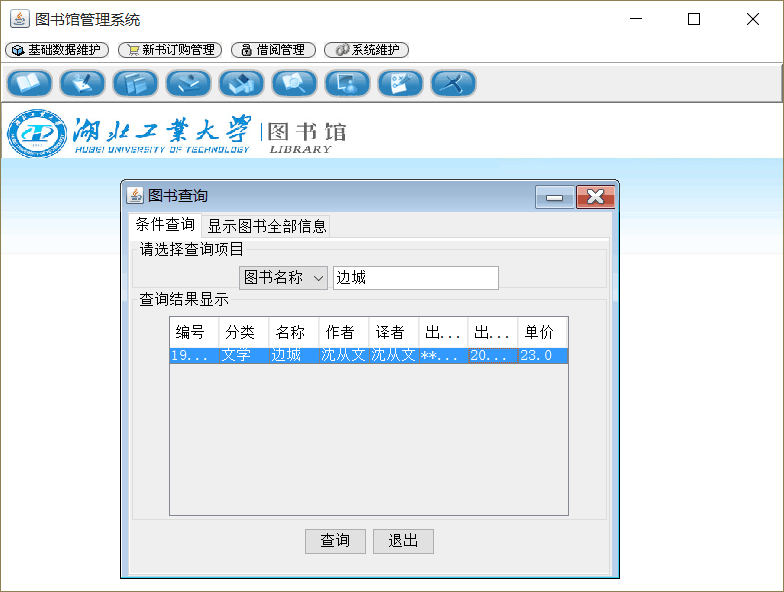 图书馆管理系统
基础数据维护 新书订购管理 借阅管理 系统维护
湖北工業大學 图书馆
HUBEI UNIVERSITY OF TECHNOLOGY LIBRARY
图书查询
条件查询 显示图书全部信息
请选择查询项目
图书名称 边城
查询结果显示
编号 分类 名称 作者 译者 出... 出... 单价
19... 文学 边城 沈从文 沈从文 **... 20... 23.0
查询 退出